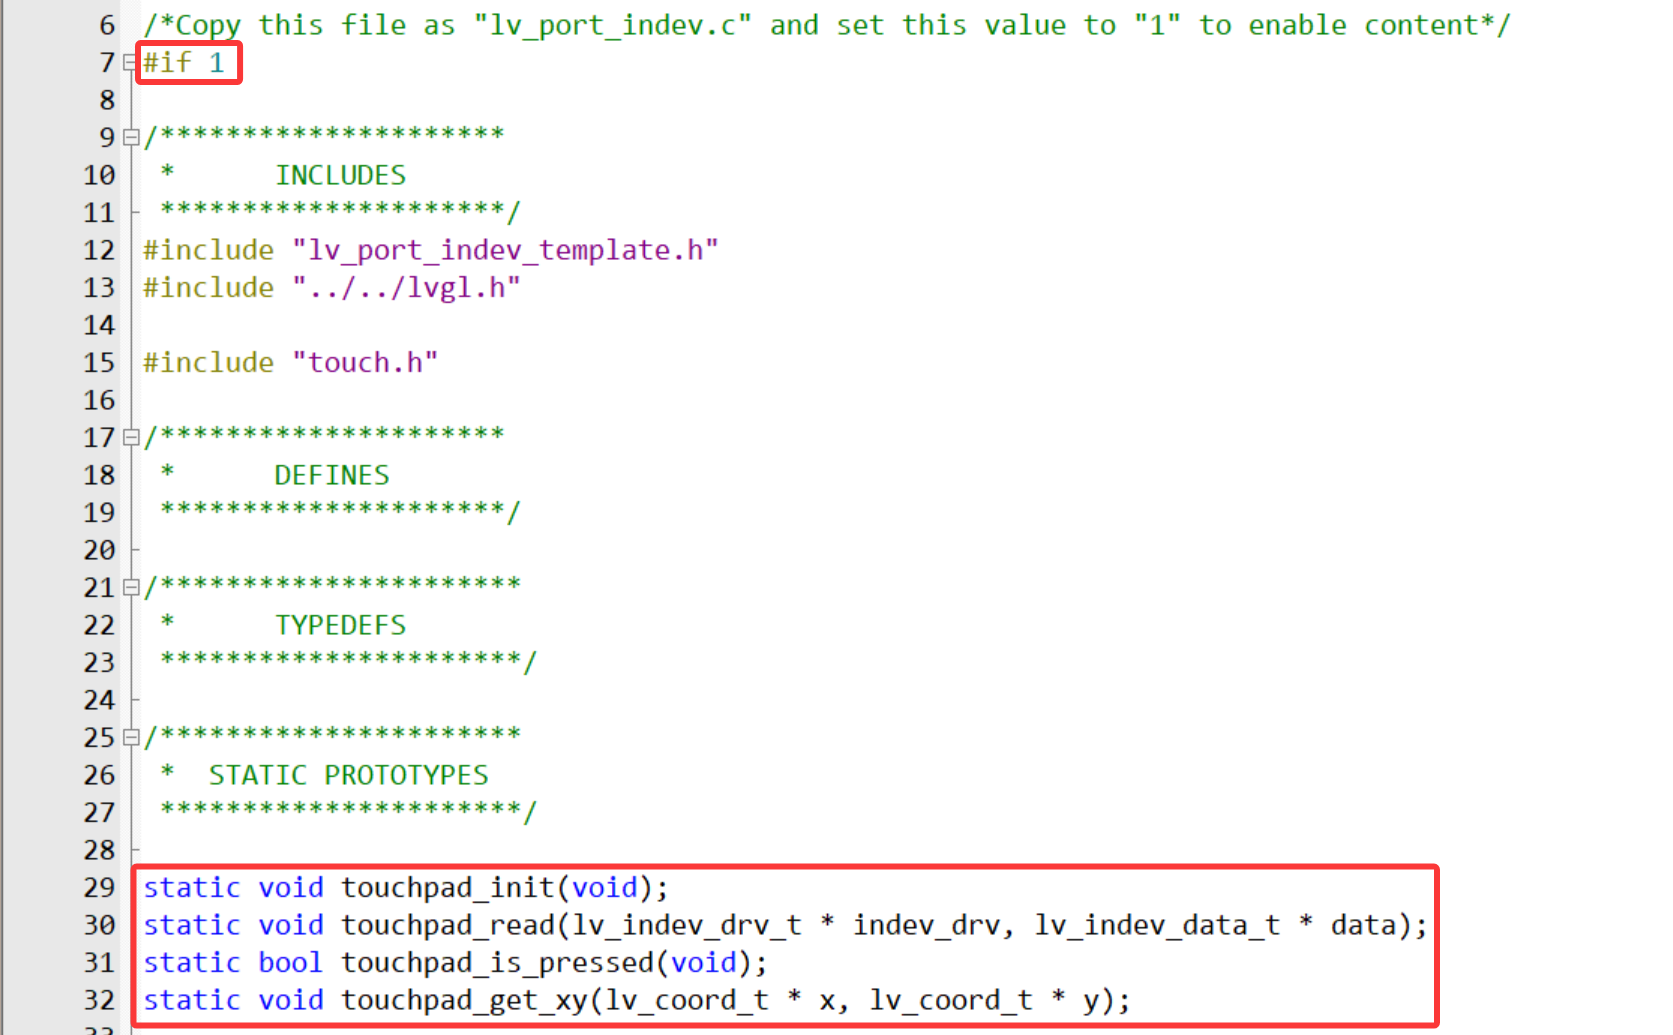 6 /*Copy this file as "lv_port_indev.c" and set this value to "1" to enable content*/
7 #if 1
8
9 /*********************
10  *      INCLUDES
11  *********************/
12 #include "lv_port_indev_template.h"
13 #include "../../lvgl.h"
14
15 #include "touch.h"
16
17 /*********************
18  *      DEFINES
19  *********************/
20
21 /**********************
22  *      TYPEDEFS
23  **********************/
24
25 /**********************
26  *  STATIC PROTOTYPES
27  **********************/
28
29 static void touchpad_init(void);
30 static void touchpad_read(lv_indev_drv_t * indev_drv, lv_indev_data_t * data);
31 static bool touchpad_is_pressed(void);
32 static void touchpad_get_xy(lv_coord_t * x, lv_coord_t * y);